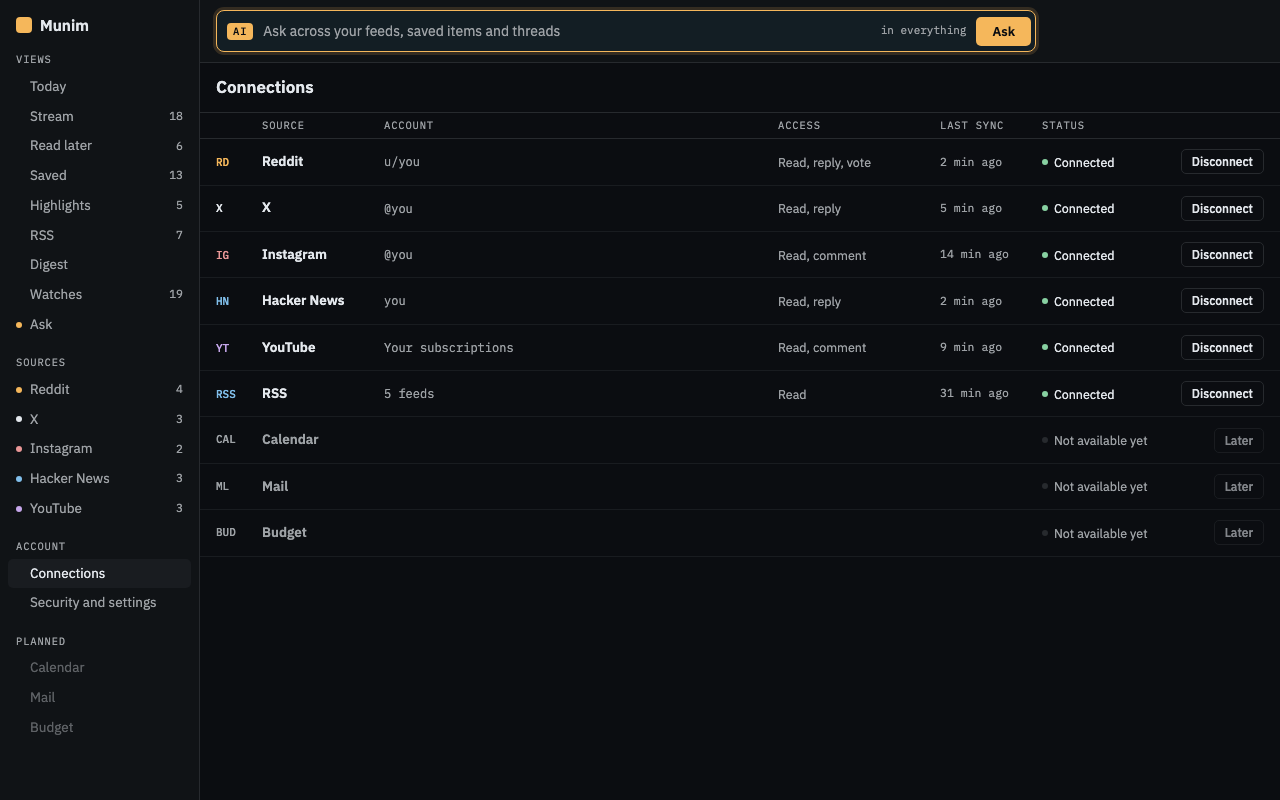 Munim
VIEWS
Today
Stream 18
Read later 6
Saved 13
Highlights 5
RSS 7
Digest
Watches 19
Ask
SOURCES
Reddit 4
X 3
Instagram 2
Hacker News 3
YouTube 3
ACCOUNT
Connections
Security and settings
PLANNED
Calendar
Mail
Budget
AI Ask across your feeds, saved items and threads in everything Ask
Connections
SOURCE ACCOUNT ACCESS LAST SYNC STATUS
RD Reddit u/you Read, reply, vote 2 min ago Connected Disconnect
X X @you Read, reply 5 min ago Connected Disconnect
IG Instagram @you Read, comment 14 min ago Connected Disconnect
HN Hacker News you Read, reply 2 min ago Connected Disconnect
YT YouTube Your subscriptions Read, comment 9 min ago Connected Disconnect
RSS RSS 5 feeds Read 31 min ago Connected Disconnect
CAL Calendar Not available yet Later
ML Mail Not available yet Later
BUD Budget Not available yet Later